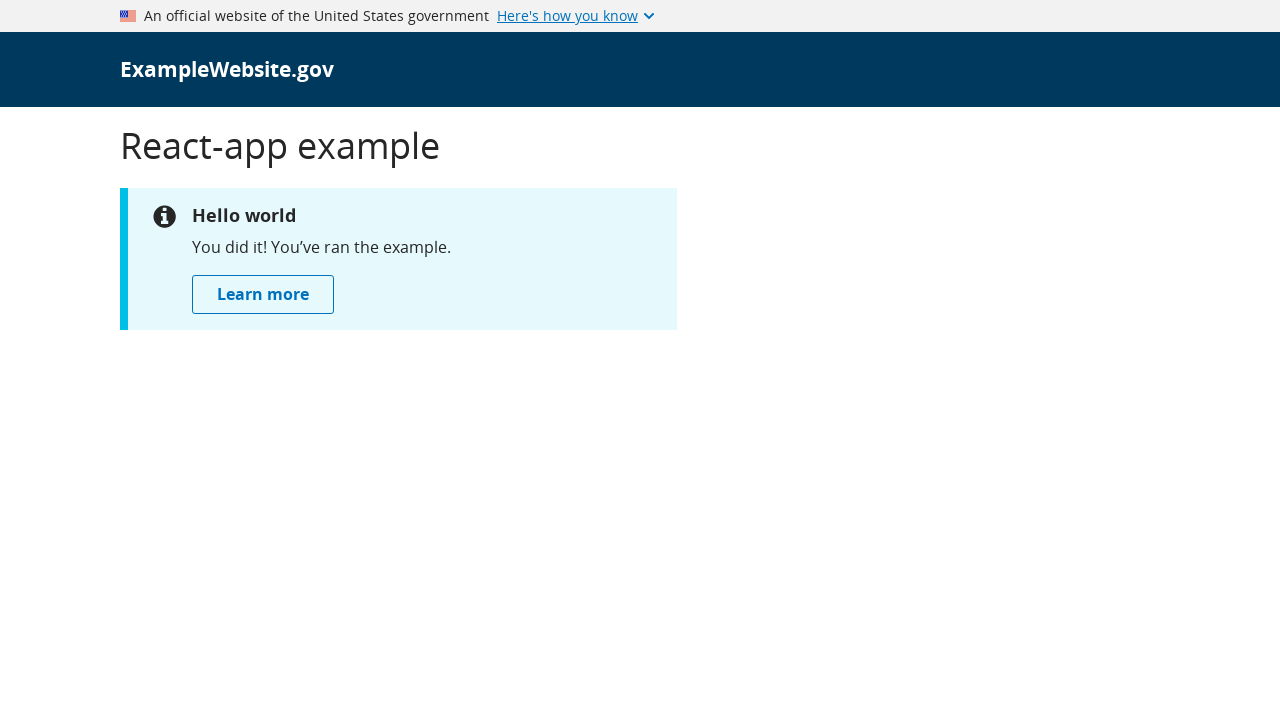 An official website of the United States government Here's how you know
ExampleWebsite.gov
React-app example
Hello world
You did it! You’ve ran the example.
Learn more